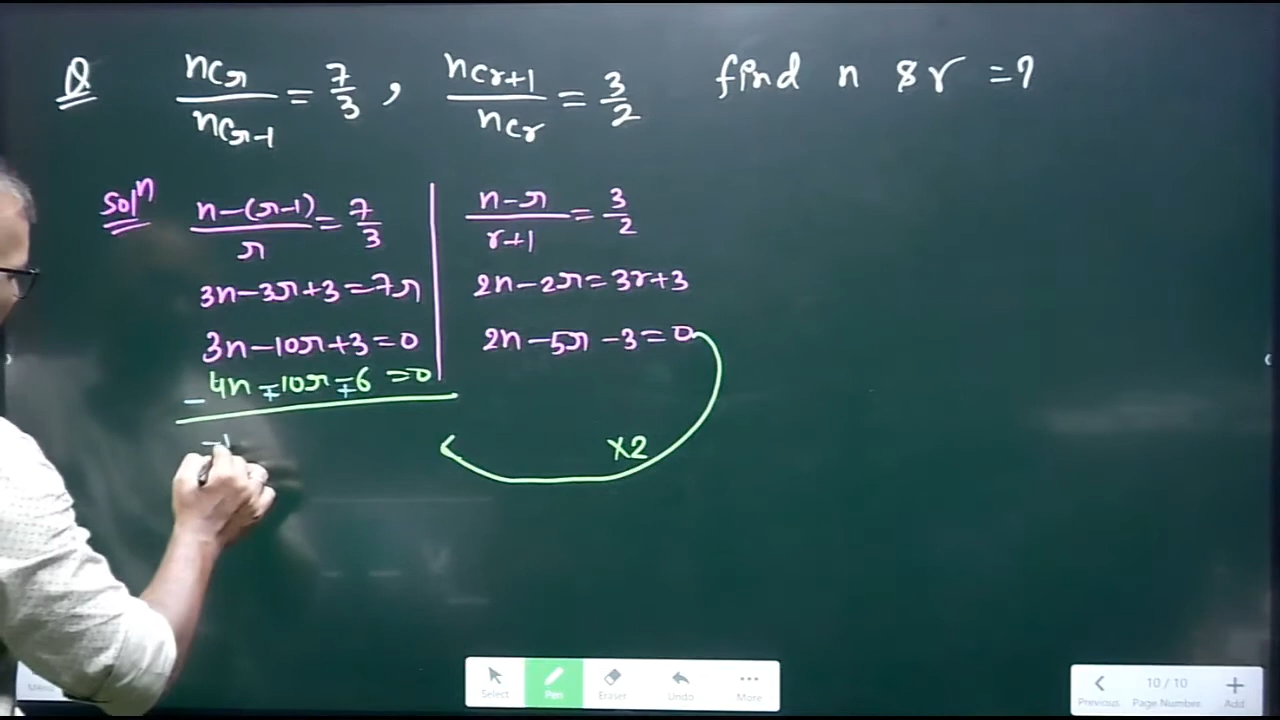 Q nCr/nCr-1 = 7/3, nCr+1/nCr = 3/2 find n & r = ?
Solⁿ n-(r-1)/r = 7/3 n-r/r+1 = 3/2
3n-3r+3=7r 2n-2r=3r+3
3n-10r+3=0 2n-5r-3=0
4n-10r-6=0
- + +
×2
-1
Select Pen Eraser Undo More
Previous 10/10 Page Number Add